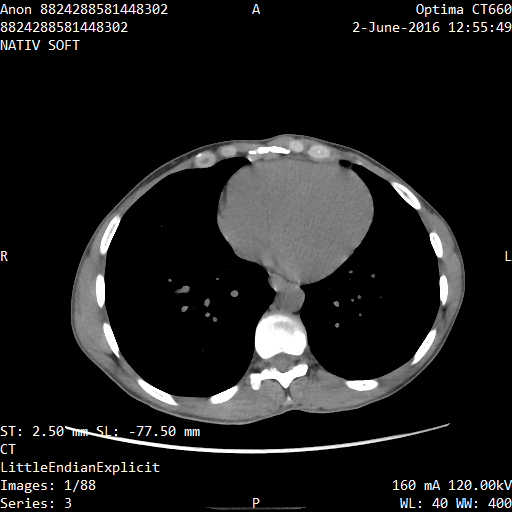 Anon 8824288581448302 A Optima CT660
8824288581448302 2-June-2016 12:55:49
NATIV SOFT
R L
ST: 2.50 mm SL: -77.50 mm
CT
LittleEndianExplicit
Images: 1/88 160 mA 120.00kV
Series: 3 P WL: 40 WW: 400